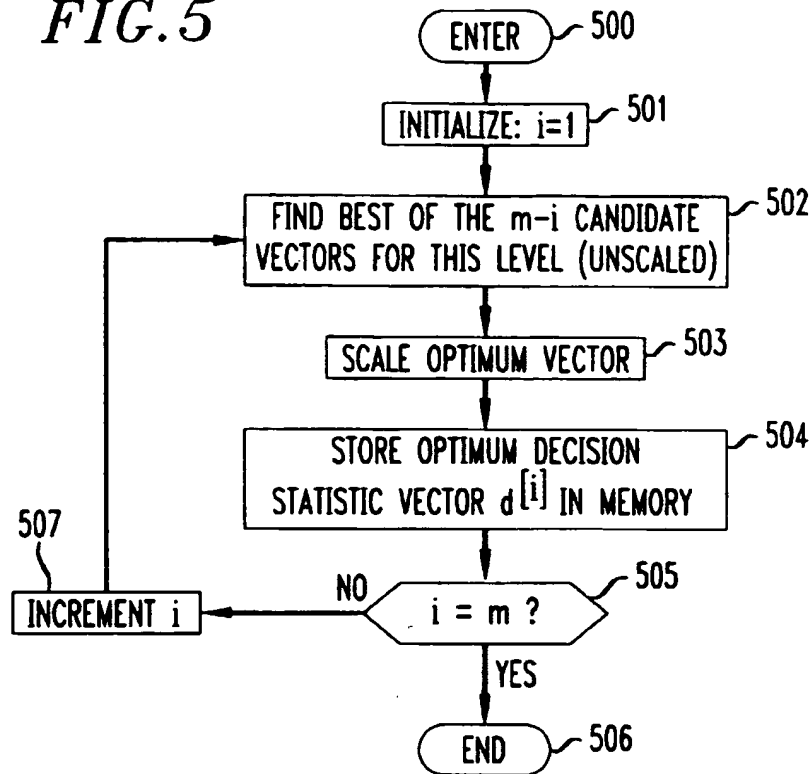 FIG.5
ENTER
500
INITIALIZE: i=1
501
FIND BEST OF THE m-i CANDIDATE
VECTORS FOR THIS LEVEL (UNSCALED)
502
SCALE OPTIMUM VECTOR
503
STORE OPTIMUM DECISION
STATISTIC VECTOR d[i] IN MEMORY
504
507
INCREMENT i
NO
i = m ?
505
YES
END
506